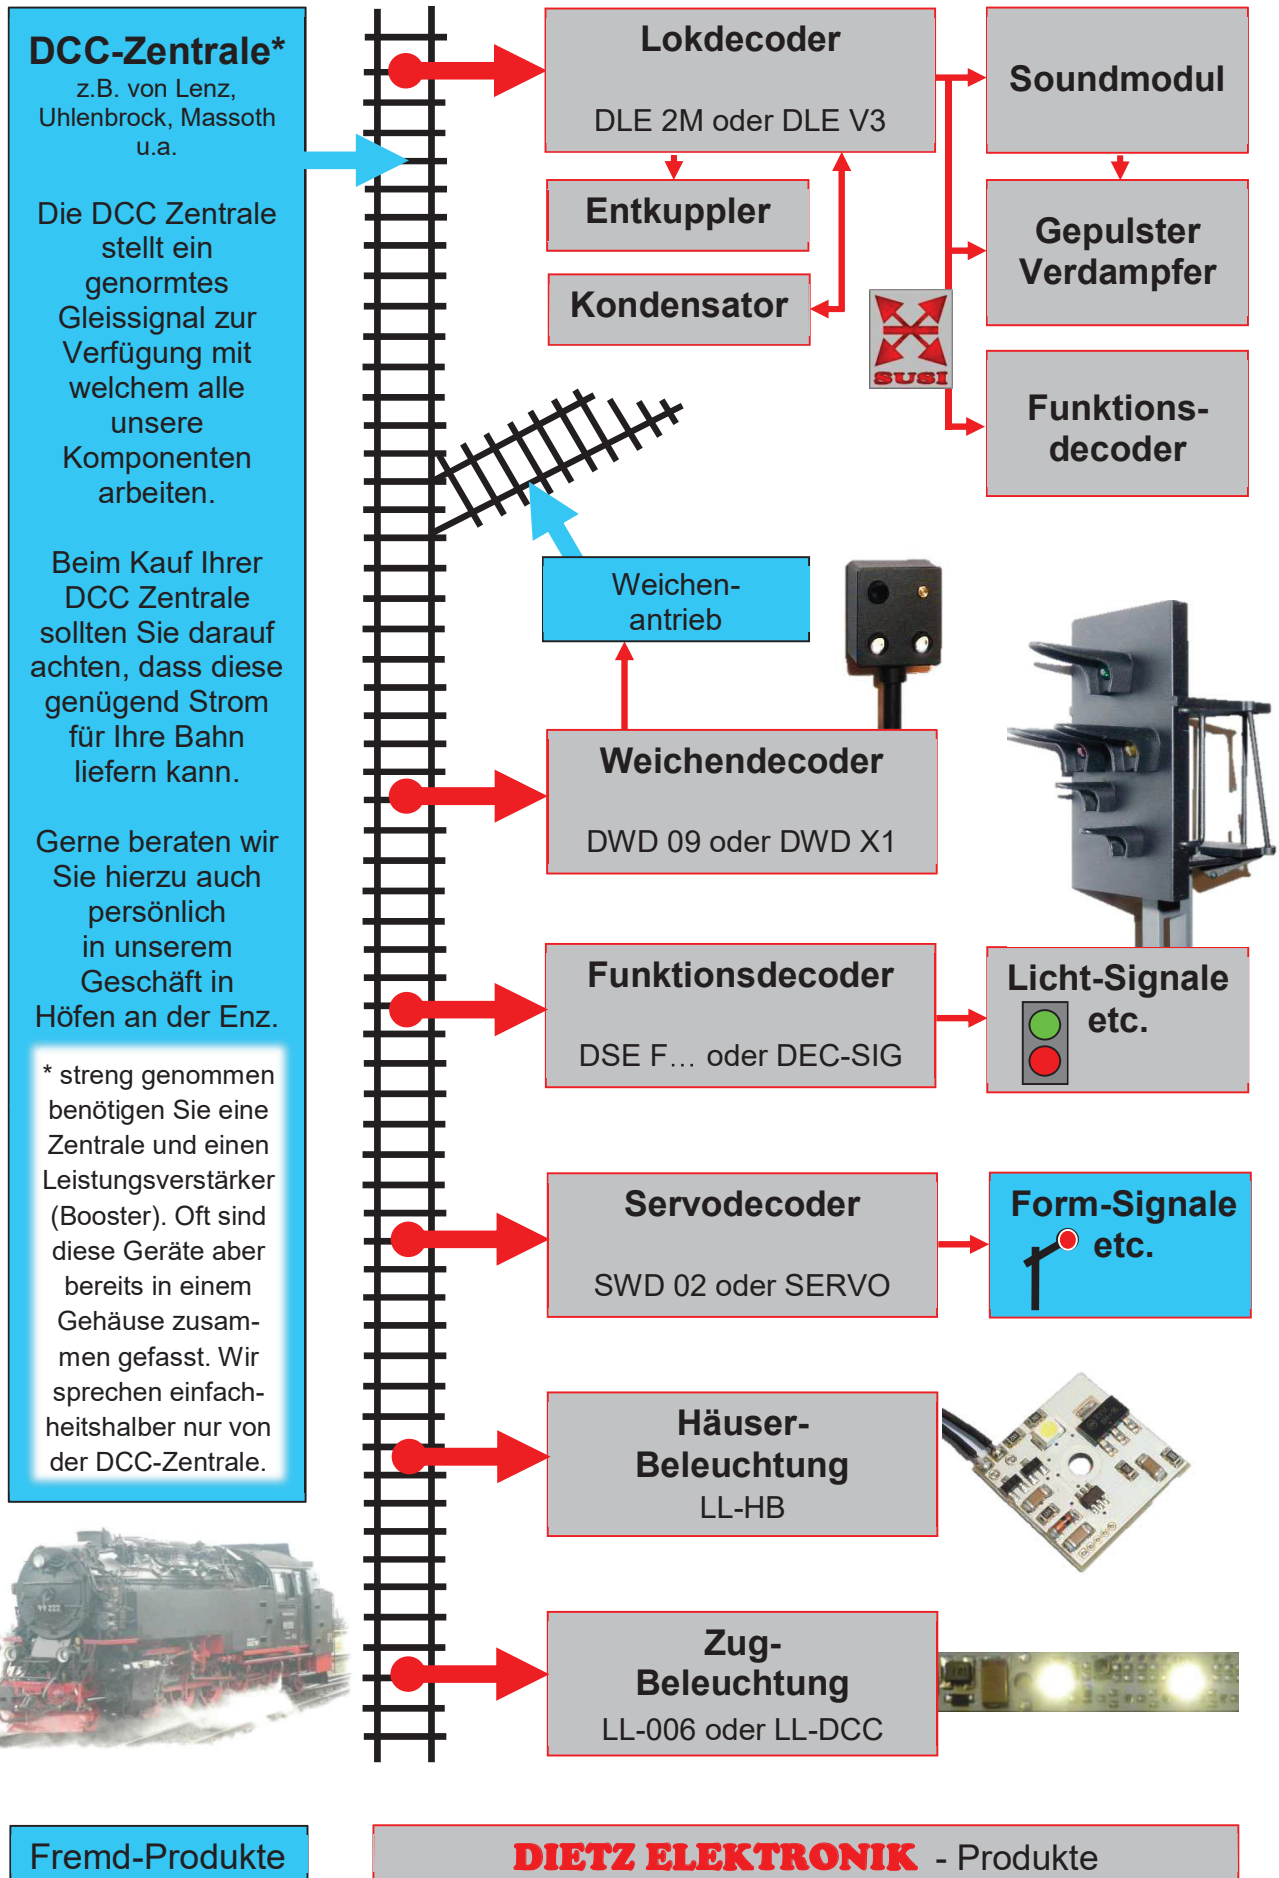 DCC-Zentrale*
z.B. von Lenz,
Uhlenbrock, Massoth
u.a.
Die DCC Zentrale
stellt ein
genormtes
Gleissignal zur
Verfügung mit
welchem alle
unsere
Komponenten
arbeiten.
Beim Kauf Ihrer
DCC Zentrale
sollten Sie darauf
achten, dass diese
genügend Strom
für Ihre Bahn
liefern kann.
Gerne beraten wir
Sie hierzu auch
persönlich
in unserem
Geschäft in
Höfen an der Enz.
* streng genommen
benötigen Sie eine
Zentrale und einen
Leistungsverstärker
(Booster). Oft sind
diese Geräte aber
bereits in einem
Gehäuse zusam-
men gefasst. Wir
sprechen einfach-
heitshalber nur von
der DCC-Zentrale.
Lokdecoder
DLE 2M oder DLE V3
Soundmodul
Entkuppler
Gepulster
Verdampfer
Kondensator
SUSI
Funktions-
decoder
Weichen-
antrieb
Weichendecoder
DWD 09 oder DWD X1
Funktionsdecoder
DSE F... oder DEC-SIG
Licht-Signale
etc.
Servodecoder
SWD 02 oder SERVO
Form-Signale
etc.
Häuser-
Beleuchtung
LL-HB
Zug-
Beleuchtung
LL-006 oder LL-DCC
Fremd-Produkte
DIETZ ELEKTRONIK - Produkte